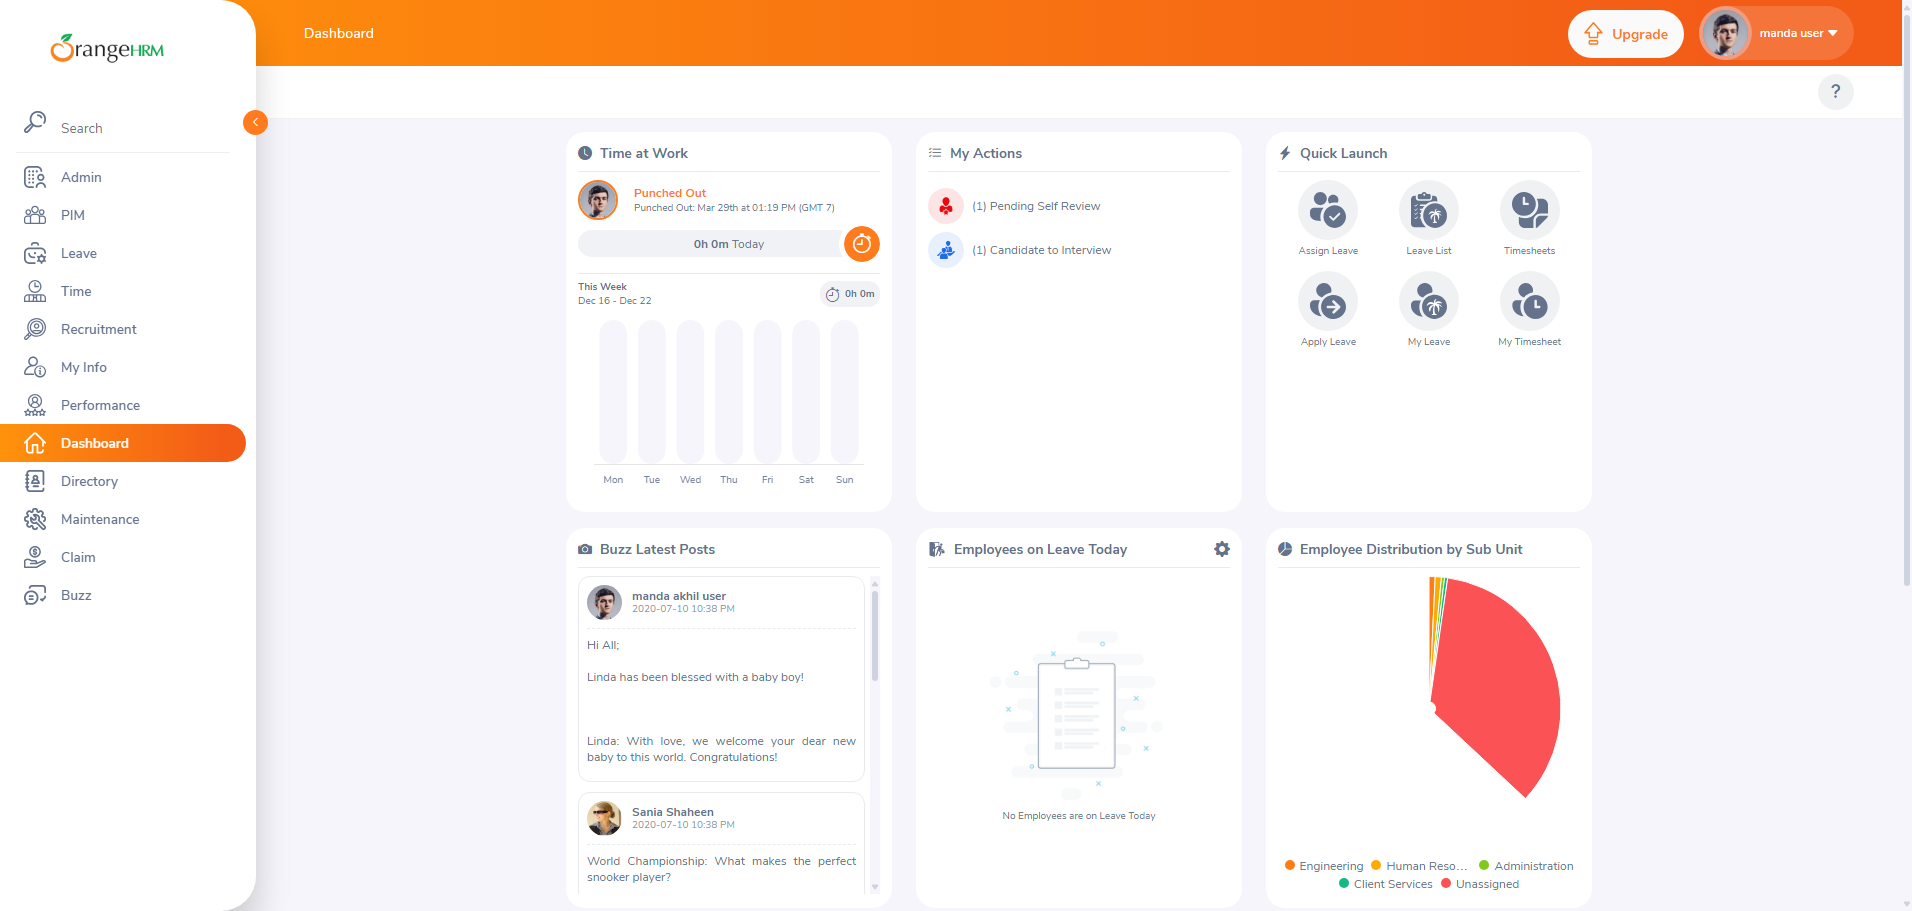 OrangeHRM
Dashboard
Upgrade
manda user
?
Search
Admin
PIM
Leave
Time
Recruitment
My Info
Performance
Dashboard
Directory
Maintenance
Claim
Buzz
Time at Work
Punched Out
Punched Out: Mar 29th at 01:19 PM (GMT 7)
0h 0m Today
This Week
Dec 16 - Dec 22
0h 0m
Mon Tue Wed Thu Fri Sat Sun
My Actions
(1) Pending Self Review
(1) Candidate to Interview
Quick Launch
Assign Leave Leave List Timesheets
Apply Leave My Leave My Timesheet
Buzz Latest Posts
manda akhil user
2020-07-10 10:38 PM
Hi All;
Linda has been blessed with a baby boy!
Linda: With love, we welcome your dear new
baby to this world. Congratulations!
Sania Shaheen
2020-07-10 10:38 PM
World Championship: What makes the perfect
snooker player?
Employees on Leave Today
No Employees are on Leave Today
Employee Distribution by Sub Unit
Engineering Human Reso... Administration
Client Services Unassigned